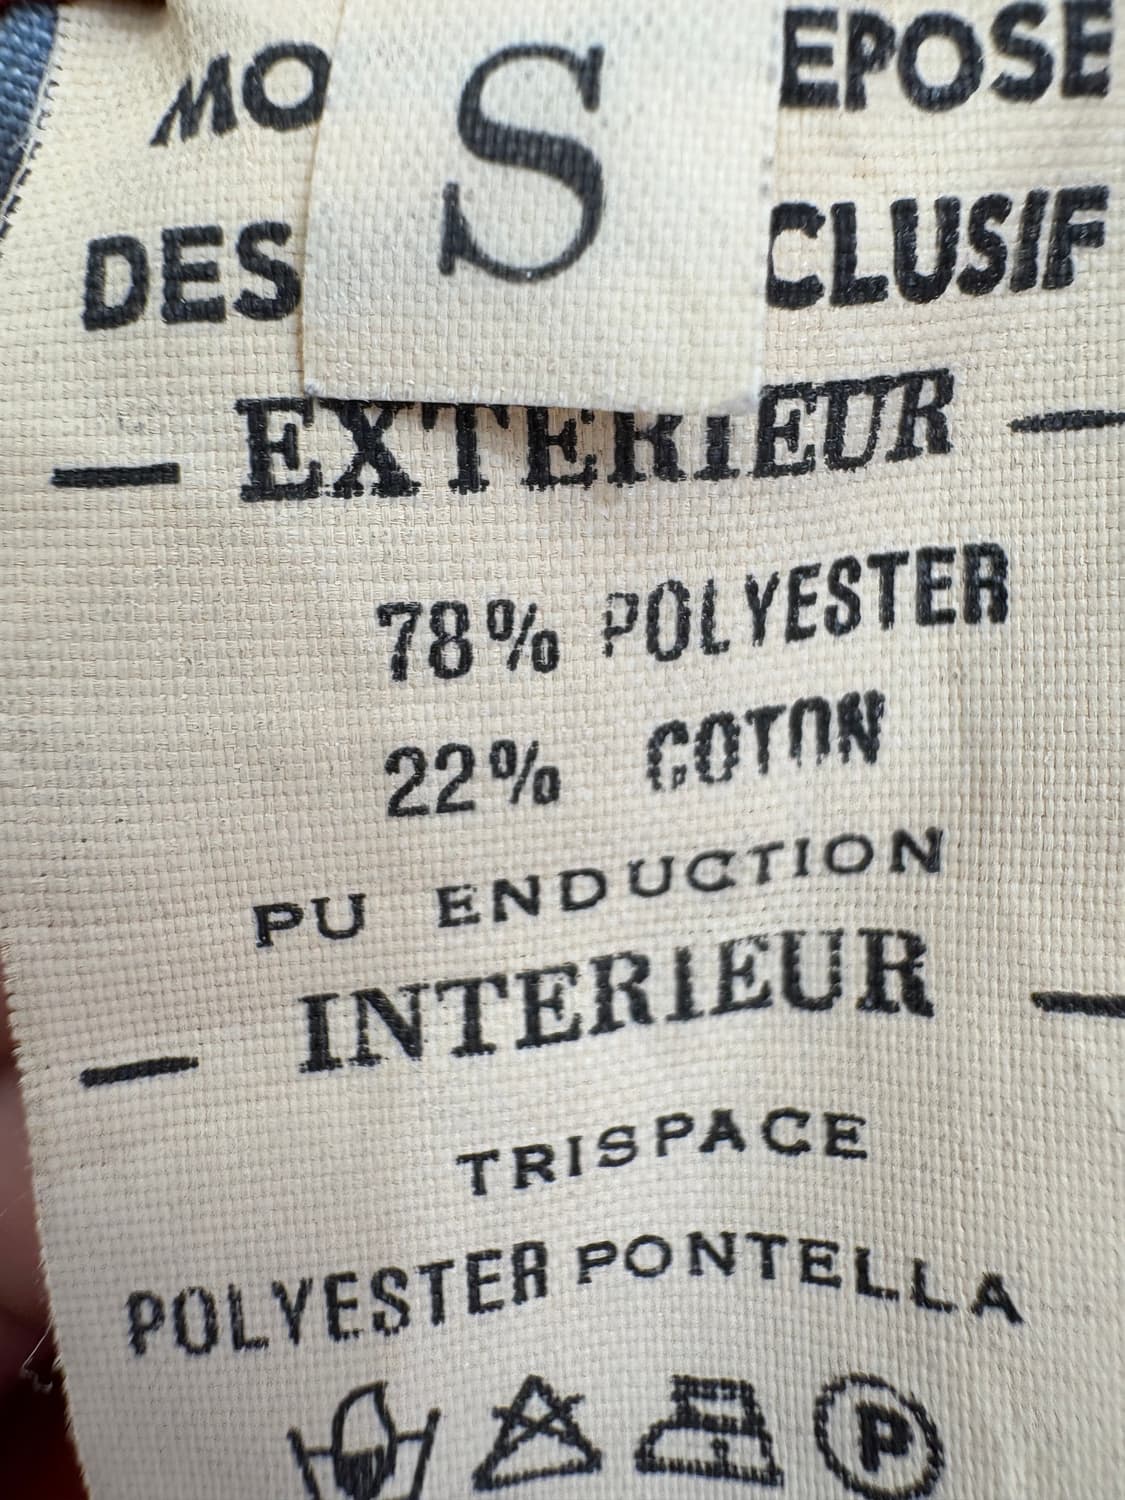 MO S EPOSE
DES CLUSIF
— EXTERIEUR —
78% POLYESTER
22% COTON
PU ENDUCTION
— INTERIEUR —
TRISPACE
POLYESTER PONTELLA
P